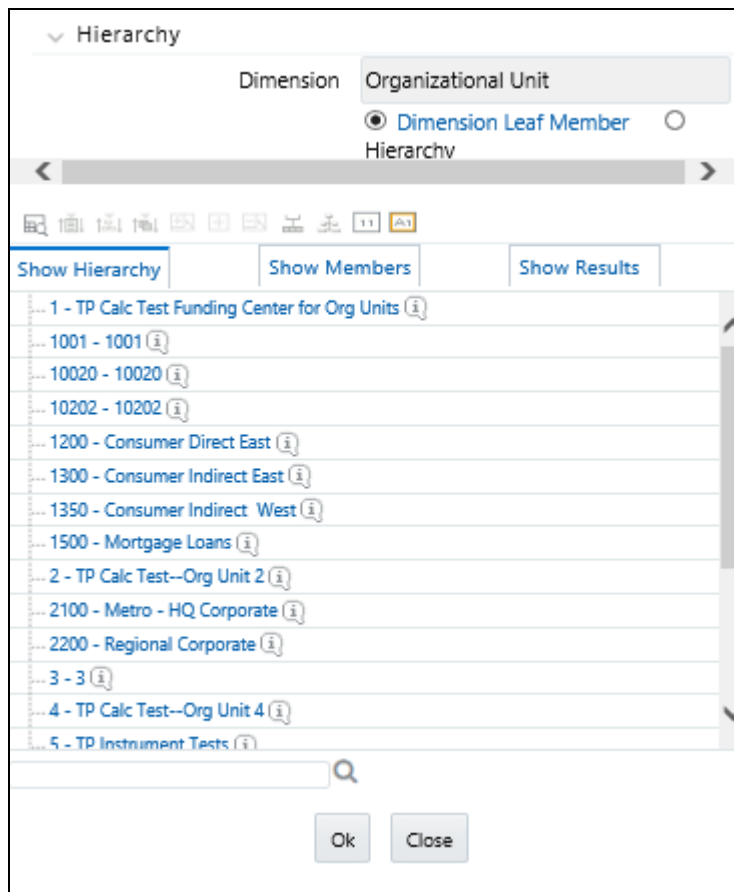 Hierarchy
Dimension Organizational Unit
Dimension Leaf Member
Hierarchy
11 A1
Show Hierarchy Show Members Show Results
1 - TP Calc Test Funding Center for Org Units
1001 - 1001
10020 - 10020
10202 - 10202
1200 - Consumer Direct East
1300 - Consumer Indirect East
1350 - Consumer Indirect  West
1500 - Mortgage Loans
2 - TP Calc Test--Org Unit 2
2100 - Metro - HQ Corporate
2200 - Regional Corporate
3 - 3
4 - TP Calc Test--Org Unit 4
5 - TP Instrument Tests
Ok Close